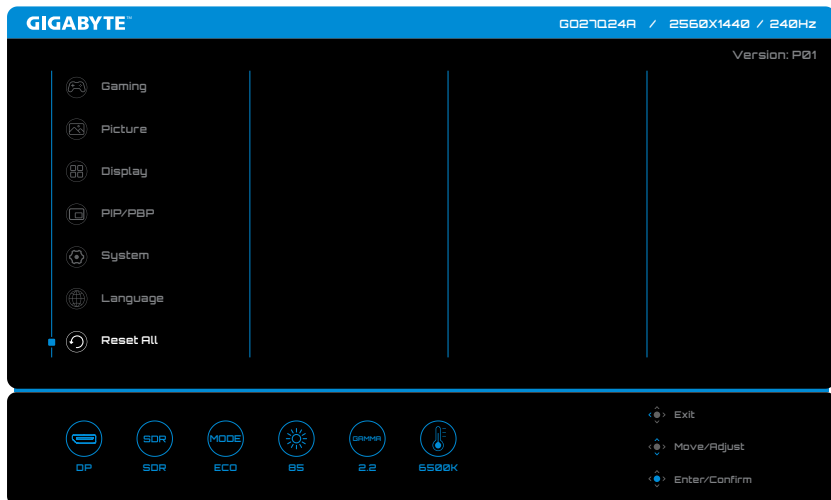 GIGABYTE™
GO27Q24A / 2560X1440 / 240Hz
Version: P01
Gaming
Picture
Display
PIP/PBP
System
Language
Reset All
SDR
MODE
GAMMA
DP
SDR
ECO
85
2.2
6500K
Exit
Move/Adjust
Enter/Confirm